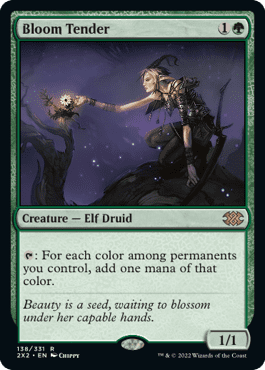 Bloom Tender 1
Creature — Elf Druid
: For each color among permanents
you control, add one mana of that
color.
Beauty is a seed, waiting to blossom
under her capable hands.
1/1
138/331 R
2X2 • EN CHIPPY
™ & © 2022 Wizards of the Coast